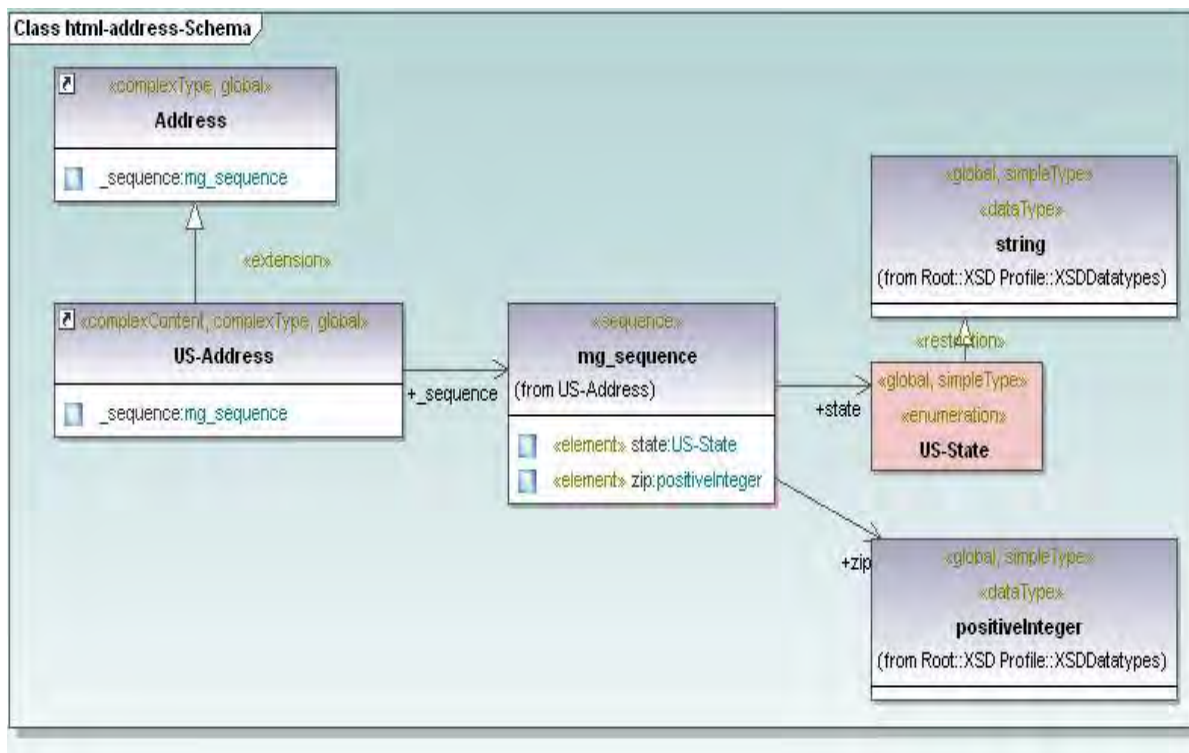 Class html-address-Schema
«complexType, global»
Address
_sequence:mg_sequence
«extension»
«complexContent, complexType, global»
US-Address
_sequence:mg_sequence
+_sequence
«sequence»
mg_sequence
(from US-Address)
«element» state:US-State
«element» zip:positiveInteger
+state
+zip
«global, simpleType»
«dataType»
string
(from Root::XSD Profile::XSDDatatypes)
«restriction»
«global, simpleType»
«enumeration»
US-State
«global, simpleType»
«dataType»
positiveInteger
(from Root::XSD Profile::XSDDatatypes)